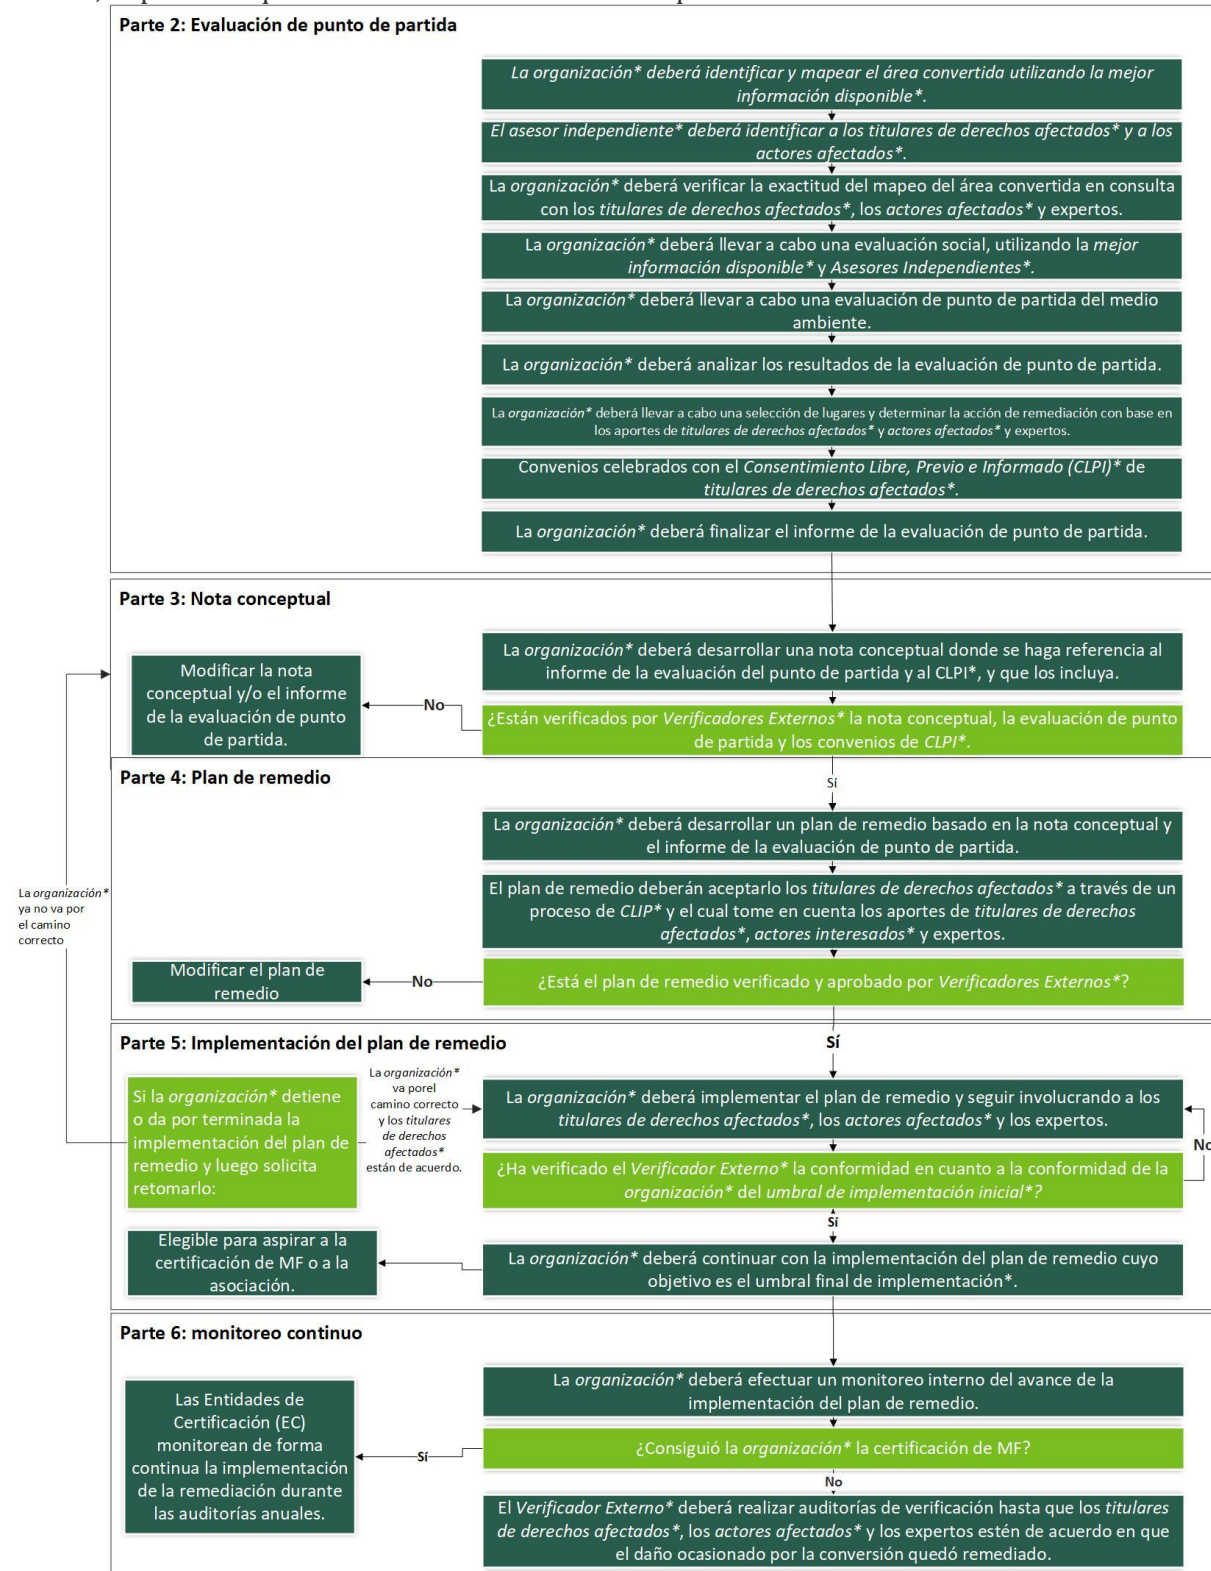 Parte 2: Evaluación de punto de partida
La organización* deberá identificar y mapear el área convertida utilizando la mejor
información disponible*.
El asesor independiente* deberá identificar a los titulares de derechos afectados* y a los
actores afectados*.
La organización* deberá verificar la exactitud del mapeo del área convertida en consulta
con los titulares de derechos afectados*, los actores afectados* y expertos.
La organización* deberá llevar a cabo una evaluación social, utilizando la mejor
información disponible* y Asesores Independientes*.
La organización* deberá llevar a cabo una evaluación de punto de partida del medio
ambiente.
La organización* deberá analizar los resultados de la evaluación de punto de partida.
La organización* deberá llevar a cabo una selección de lugares y determinar la acción de remediación con base en
los aportes de titulares de derechos afectados* y actores afectados* y expertos.
Convenios celebrados con el Consentimiento Libre, Previo e Informado (CLPI)* de
titulares de derechos afectados*.
La organización* deberá finalizar el informe de la evaluación de punto de partida.
Parte 3: Nota conceptual
La organización* deberá desarrollar una nota conceptual donde se haga referencia al
informe de la evaluación del punto de partida y al CLPI*, y que los incluya.
Modificar la nota
conceptual y/o el informe
de la evaluación de punto
de partida.
No
¿Están verificados por Verificadores Externos* la nota conceptual, la evaluación de punto
de partida y los convenios de CLPI*.
Parte 4: Plan de remedio
Sí
La organización* deberá desarrollar un plan de remedio basado en la nota conceptual y
el informe de la evaluación de punto de partida.
La organización*
ya no va por
el camino
correcto
El plan de remedio deberán aceptarlo los titulares de derechos afectados* a través de un
proceso de CLIP* y el cual tome en cuenta los aportes de titulares de derechos
afectados*, actores interesados* y expertos.
Modificar el plan de
remedio
No
¿Está el plan de remedio verificado y aprobado por Verificadores Externos*?
Parte 5: Implementación del plan de remedio
Sí
Si la organización* detiene
o da por terminada la
implementación del plan de
remedio y luego solicita
retomarlo:
La organización*
va porel
camino correcto
y los titulares
de derechos
afectados*
están de acuerdo.
La organización* deberá implementar el plan de remedio y seguir involucrando a los
titulares de derechos afectados*, los actores afectados* y los expertos.
No
¿Ha verificado el Verificador Externo* la conformidad en cuanto a la conformidad de la
organización* del umbral de implementación inicial*?
Sí
Elegible para aspirar a la
certificación de MF o a la
asociación.
La organización* deberá continuar con la implementación del plan de remedio cuyo
objetivo es el umbral final de implementación*.
Parte 6: monitoreo continuo
La organización* deberá efectuar un monitoreo interno del avance de la
implementación del plan de remedio.
Las Entidades de
Certificación (EC)
monitorean de forma
continua la implementación
de la remediación durante
las auditorías anuales.
Sí
¿Consiguió la organización* la certificación de MF?
No
El Verificador Externo* deberá realizar auditorías de verificación hasta que los titulares
de derechos afectados*, los actores afectados* y los expertos estén de acuerdo en que
el daño ocasionado por la conversión quedó remediado.